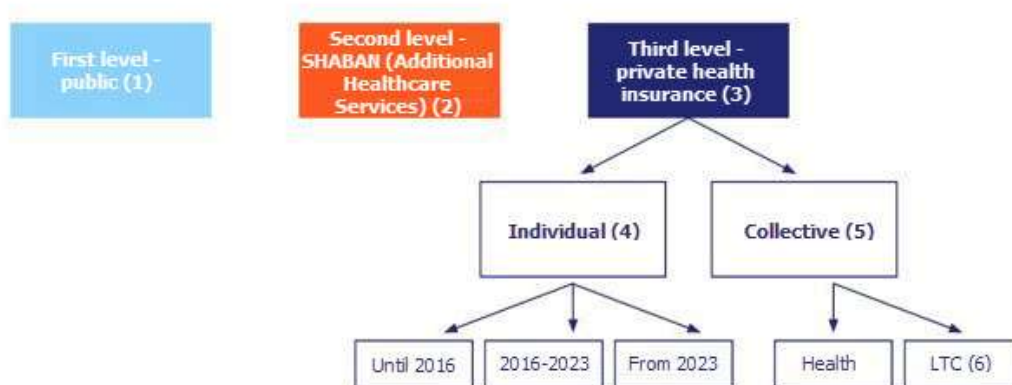 First level -
public (1)
Second level -
SHABAN (Additional
Healthcare
Services) (2)
Third level -
private health
insurance (3)
Individual (4)
Collective (5)
Until 2016
2016-2023
From 2023
Health
LTC (6)